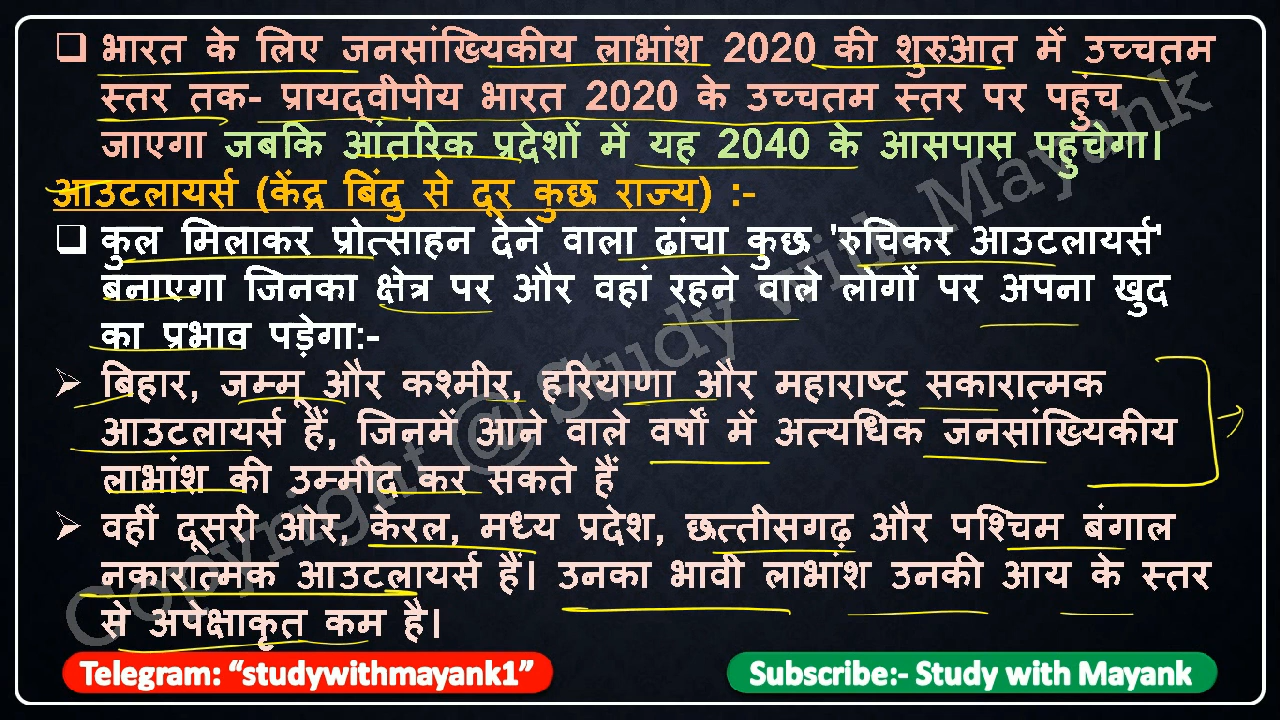 ❑ भारत के लिए जनसांख्यिकीय लाभांश 2020 की शुरुआत में उच्चतम
स्तर तक- प्रायद्वीपीय भारत 2020 के उच्चतम स्तर पर पहुंच
जाएगा जबकि आंतरिक प्रदेशों में यह 2040 के आसपास पहुंचेगा।
आउटलायर्स (केंद्र बिंदु से दूर कुछ राज्य) :-
❑ कुल मिलाकर प्रोत्साहन देने वाला ढांचा कुछ 'रुचिकर आउटलायर्स'
बनाएगा जिनका क्षेत्र पर और वहां रहने वाले लोगों पर अपना खुद
का प्रभाव पड़ेगा:-
➢ बिहार, जम्मू और कश्मीर, हरियाणा और महाराष्ट्र सकारात्मक
आउटलायर्स हैं, जिनमें आने वाले वर्षों में अत्यधिक जनसांख्यिकीय
लाभांश की उम्मीद कर सकते हैं
➢ वहीं दूसरी ओर, केरल, मध्य प्रदेश, छत्तीसगढ़ और पश्चिम बंगाल
नकारात्मक आउटलायर्स हैं। उनका भावी लाभांश उनकी आय के स्तर
से अपेक्षाकृत कम है।
Copyright @ Study with Mayank
Telegram: “studywithmayank1”
Subscribe:- Study with Mayank